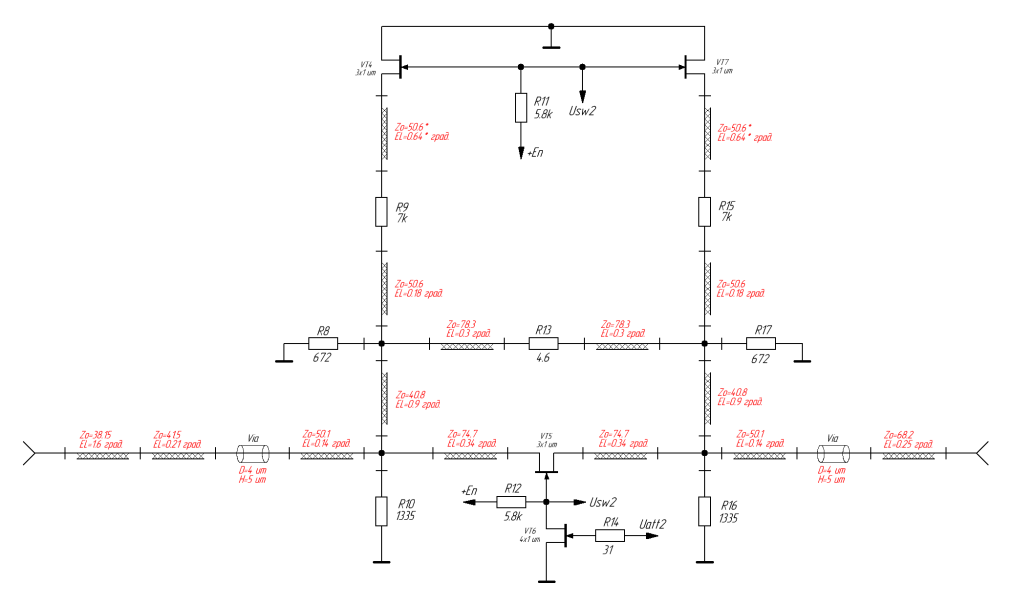 VT4
3x1 um
VT7
3x1 um
R11
5.8k
Usw2
+En
Zo=50.6*
EL=0.64* град.
Zo=50.6*
EL=0.64* град.
R9
7k
R15
7k
Zo=50.6
EL=0.18 град.
Zo=50.6
EL=0.18 град.
R8
672
Zo=78.3
EL=0.3 град.
R13
4.6
Zo=78.3
EL=0.3 град.
R17
672
Zo=40.8
EL=0.9 град.
Zo=40.8
EL=0.9 град.
Zo=38.15
EL=1.6 град.
Zo=41.5
EL=0.21 град.
Via
D=4 um
H=5 um
Zo=50.1
EL=0.14 град.
Zo=74.7
EL=0.34 град.
VT5
3x1 um
Zo=74.7
EL=0.34 град.
Zo=50.1
EL=0.14 град.
Via
D=4 um
H=5 um
Zo=68.2
EL=0.25 град.
+En
R12
5.8k
Usw2
R10
1335
R16
1335
VT6
4x1 um
R14
31
Uatt2